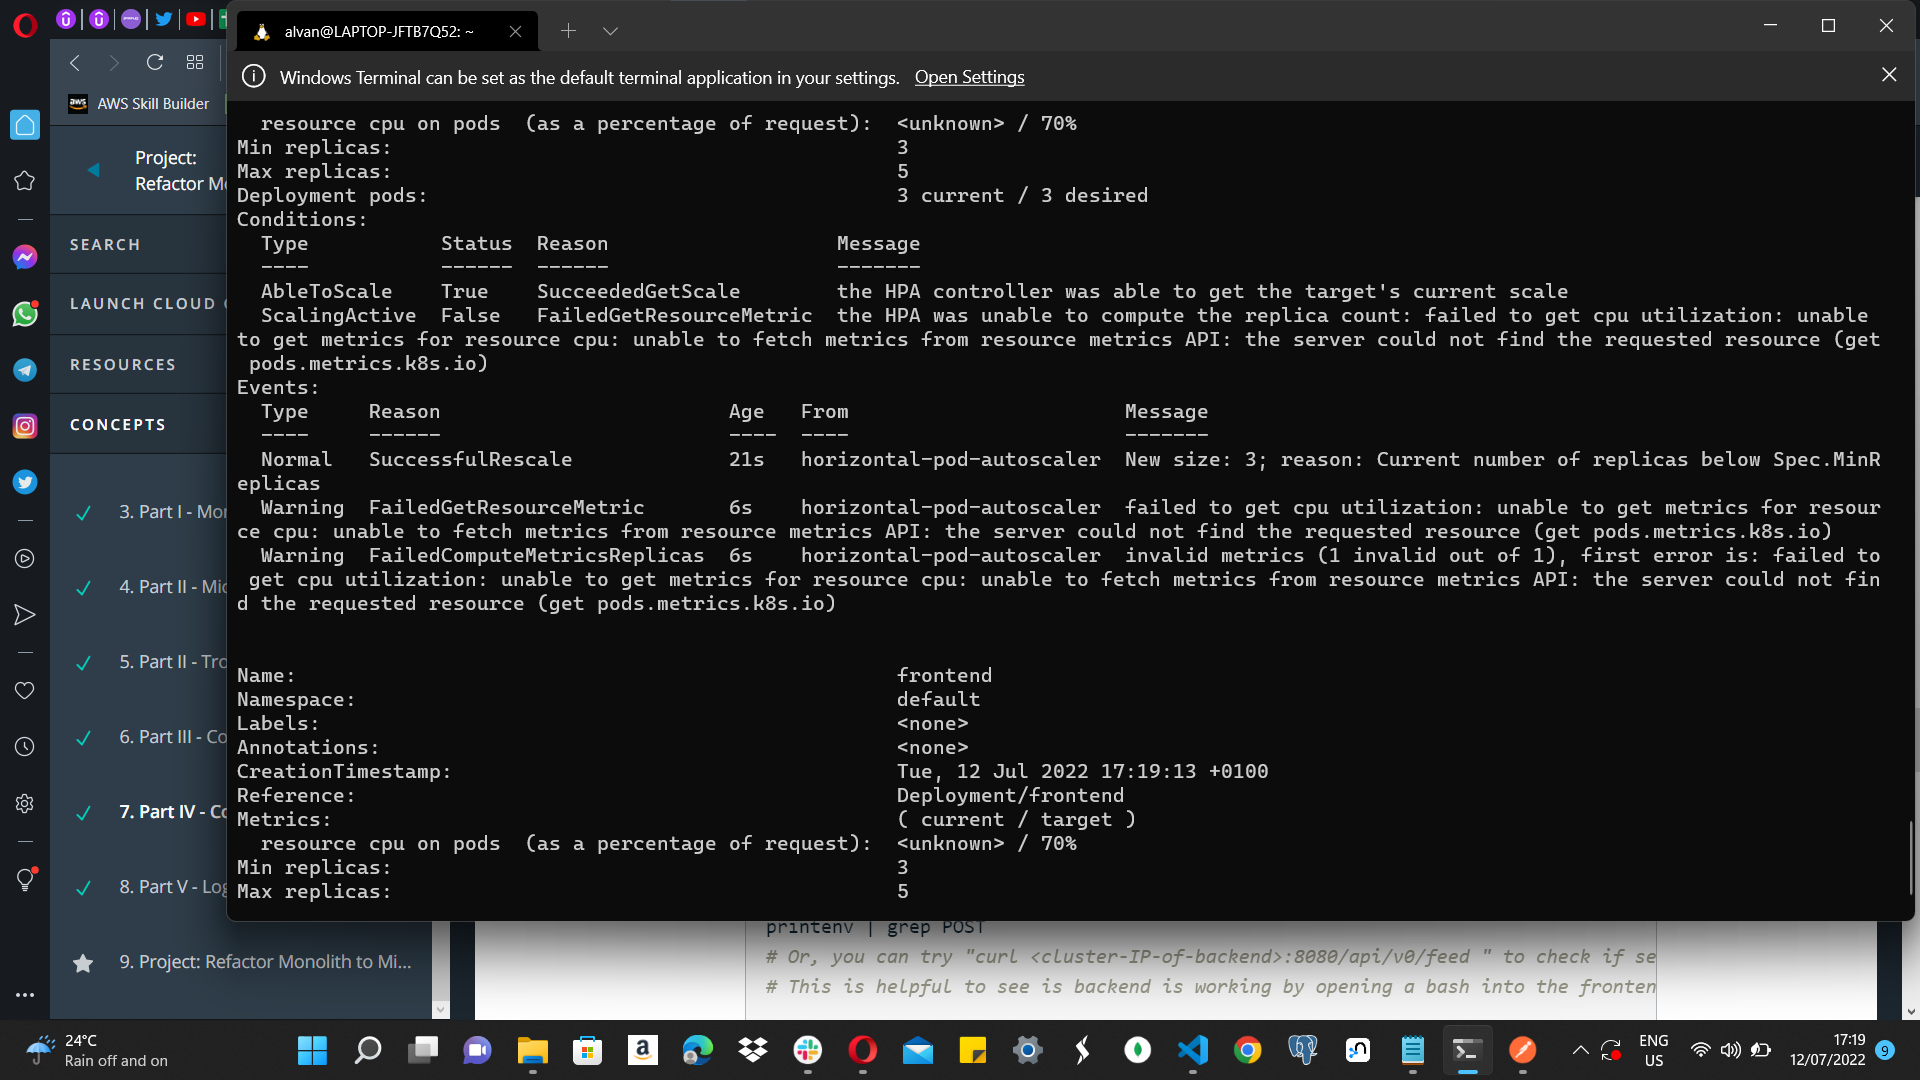 alvan@LAPTOP-JFTB7Q52: ~
Windows Terminal can be set as the default terminal application in your settings. Open Settings
AWS Skill Builder
Project:
Refactor Mo
SEARCH
LAUNCH CLOUD
RESOURCES
CONCEPTS
3. Part I - Mon
4. Part II - Mic
5. Part II - Tro
6. Part III - Co
7. Part IV - Co
8. Part V - Log
9. Project: Refactor Monolith to Mi...
resource cpu on pods (as a percentage of request): <unknown> / 70%
Min replicas: 3
Max replicas: 5
Deployment pods: 3 current / 3 desired
Conditions:
Type Status Reason Message
---- ------ ------ -------
AbleToScale True SucceededGetScale the HPA controller was able to get the target's current scale
ScalingActive False FailedGetResourceMetric the HPA was unable to compute the replica count: failed to get cpu utilization: unable
to get metrics for resource cpu: unable to fetch metrics from resource metrics API: the server could not find the requested resource (get
pods.metrics.k8s.io)
Events:
Type Reason Age From Message
---- ------ ---- ---- -------
Normal SuccessfulRescale 21s horizontal-pod-autoscaler New size: 3; reason: Current number of replicas below Spec.MinR
eplicas
Warning FailedGetResourceMetric 6s horizontal-pod-autoscaler failed to get cpu utilization: unable to get metrics for resour
ce cpu: unable to fetch metrics from resource metrics API: the server could not find the requested resource (get pods.metrics.k8s.io)
Warning FailedComputeMetricsReplicas 6s horizontal-pod-autoscaler invalid metrics (1 invalid out of 1), first error is: failed to
get cpu utilization: unable to get metrics for resource cpu: unable to fetch metrics from resource metrics API: the server could not fin
d the requested resource (get pods.metrics.k8s.io)
Name: frontend
Namespace: default
Labels: <none>
Annotations: <none>
CreationTimestamp: Tue, 12 Jul 2022 17:19:13 +0100
Reference: Deployment/frontend
Metrics: ( current / target )
resource cpu on pods (as a percentage of request): <unknown> / 70%
Min replicas: 3
Max replicas: 5
printenv | grep POST
# Or, you can try "curl <cluster-IP-of-backend>:8080/api/v0/feed " to check if se
# This is helpful to see is backend is working by opening a bash into the fronten
24°C
Rain off and on
ENG
US
17:19
12/07/2022
9